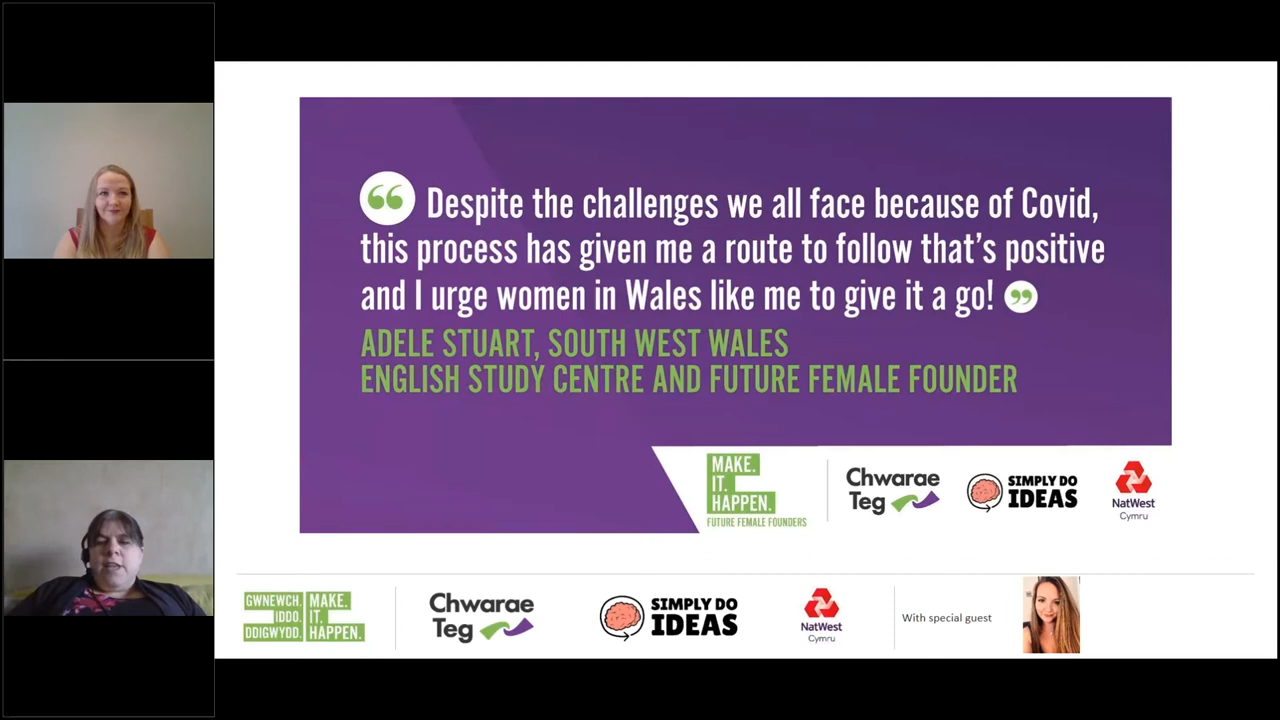 Despite the challenges we all face because of Covid,
this process has given me a route to follow that's positive
and I urge women in Wales like me to give it a go!
ADELE STUART, SOUTH WEST WALES
ENGLISH STUDY CENTRE AND FUTURE FEMALE FOUNDER
MAKE.
IT.
HAPPEN.
FUTURE FEMALE FOUNDERS
Chwarae
Teg
SIMPLY DO
IDEAS
NatWest
Cymru
GWNEWCH.
IDDO.
DDIGWYDD.
MAKE.
IT.
HAPPEN.
Chwarae
Teg
SIMPLY DO
IDEAS
NatWest
Cymru
With special guest